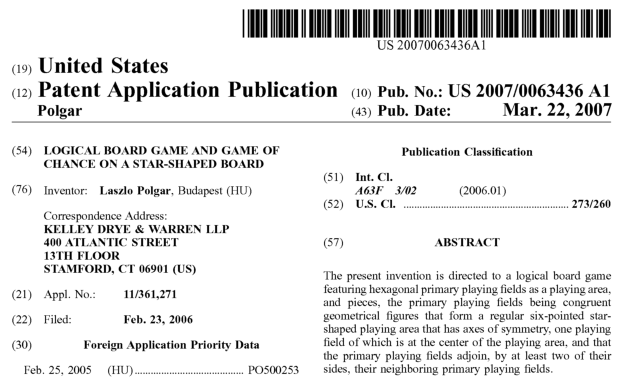 US 20070063436A1
(19) United States
(12) Patent Application Publication (10) Pub. No.: US 2007/0063436 A1
Polgar (43) Pub. Date: Mar. 22, 2007
(54) LOGICAL BOARD GAME AND GAME OF
CHANCE ON A STAR-SHAPED BOARD
(76) Inventor: Laszlo Polgar, Budapest (HU)
Correspondence Address:
KELLEY DRYE & WARREN LLP
400 ATLANTIC STREET
13TH FLOOR
STAMFORD, CT 06901 (US)
(21) Appl. No.: 11/361,271
(22) Filed: Feb. 23, 2006
(30) Foreign Application Priority Data
Feb. 25, 2005 (HU)........................................ PO500253
Publication Classification
(51) Int. Cl.
A63F 3/02 (2006.01)
(52) U.S. Cl. .............................................................. 273/260
(57) ABSTRACT
The present invention is directed to a logical board game
featuring hexagonal primary playing fields as a playing area,
and pieces, the primary playing fields being congruent
geometrical figures that form a regular six-pointed star-
shaped playing area that has axes of symmetry, one playing
field of which is at the center of the playing area, and that
the primary playing fields adjoin, by at least two of their
sides, their neighboring primary playing fields.